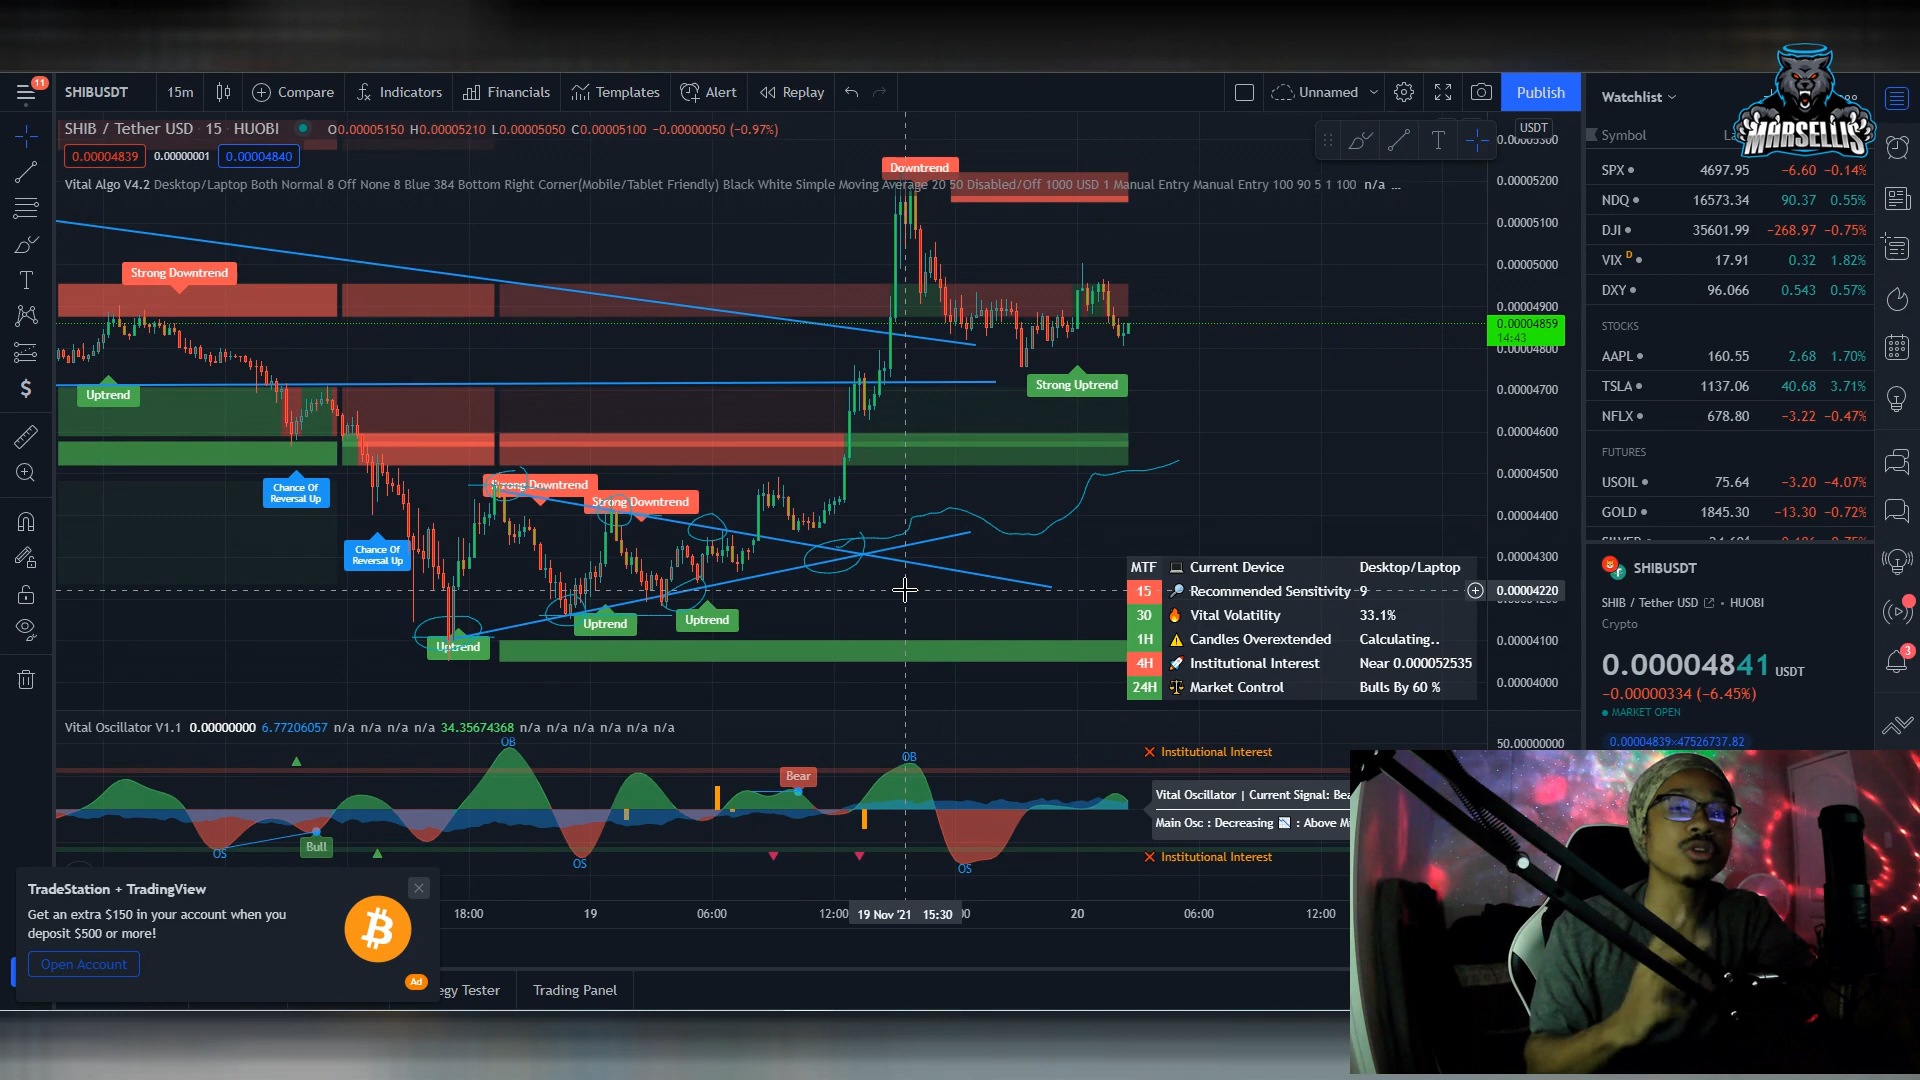 11
SHIBUSDT
15m
Compare
Indicators
Financials
Templates
Alert
Replay
Unnamed
Publish
Watchlist
MARSELLIS
SHIB / Tether USD · 15 · HUOBI
O0.00005150 H0.00005210 L0.00005050 C0.00005100 −0.00000050 (−0.97%)
0.00004839
0.00000001
0.00004840
Vital Algo V4.2 Desktop/Laptop Both Normal 8 Off None 8 Blue 384 Bottom Right Corner(Mobile/Tablet Friendly) Black White Simple Moving Average 20 50 Disabled/Off 1000 USD 1 Manual Entry Manual Entry 100 90 5 1 100 n/a ...
USDT
0.00005300
0.00005200
0.00005100
0.00005000
0.00004900
0.00004859
14:43
0.00004800
0.00004700
0.00004600
0.00004500
0.00004400
0.00004300
0.00004220
0.00004100
0.00004000
50.00000000
Downtrend
Strong Downtrend
Uptrend
Chance Of
Reversal Up
Chance Of
Reversal Up
Strong Downtrend
Strong Downtrend
Uptrend
Uptrend
Uptrend
Strong Uptrend
MTF Current Device Desktop/Laptop
15 Recommended Sensitivity 9
30 Vital Volatility 33.1%
1H Candles Overextended Calculating..
4H Institutional Interest Near 0.000052535
24H Market Control Bulls By 60 %
Vital Oscillator V1.1 0.00000000 6.77206057 n/a n/a n/a n/a 34.35674368 n/a n/a n/a n/a n/a n/a
OB
OB
Bear
Bull
OS
OS
OS
Institutional Interest
Vital Oscillator | Current Signal: Bea
Main Osc : Decreasing : Above M
Institutional Interest
18:00
19
06:00
12:00
19 Nov '21 15:30
20
06:00
12:00
TradeStation + TradingView
Get an extra $150 in your account when you
deposit $500 or more!
Open Account
Ad
egy Tester
Trading Panel
Symbol
SPX 4697.95 −6.60 −0.14%
NDQ 16573.34 90.37 0.55%
DJI 35601.99 −268.97 −0.75%
VIX D 17.91 0.32 1.82%
DXY 96.066 0.543 0.57%
STOCKS
AAPL 160.55 2.68 1.70%
TSLA 1137.06 40.68 3.71%
NFLX 678.80 −3.22 −0.47%
FUTURES
USOIL 75.64 −3.20 −4.07%
GOLD 1845.30 −13.30 −0.72%
SHIBUSDT
SHIB / Tether USD · HUOBI
Crypto
0.00004841 USDT
−0.00000334 (−6.45%)
MARKET OPEN
0.00004839×47526737.82
3